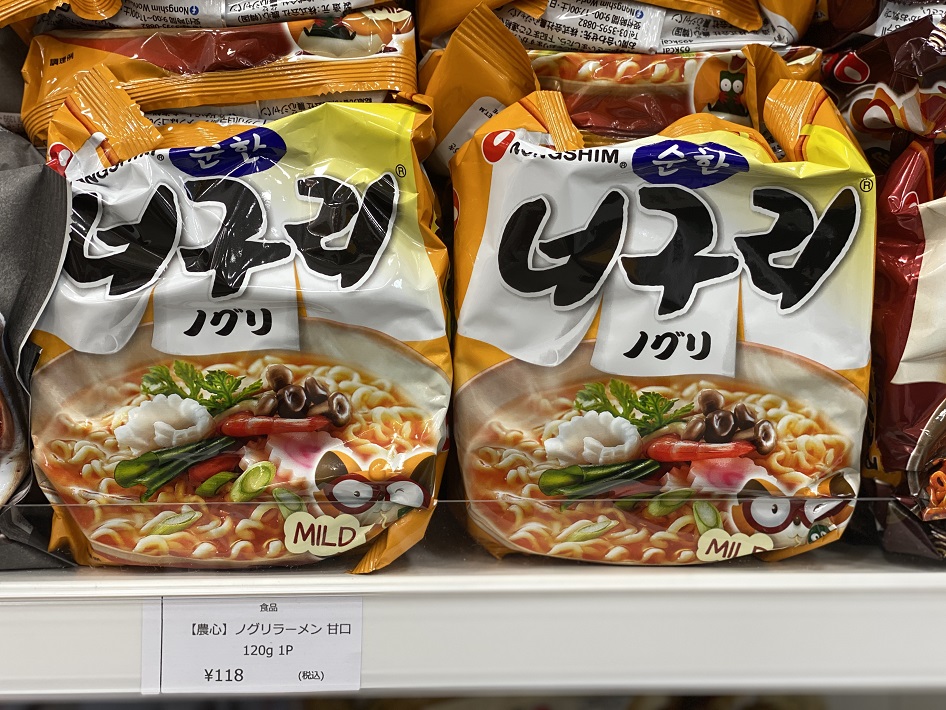 NONGSHIM
순한
너구리
®
ノグリ
MILD
NONGSHIM
®
순한
너구리
®
ノグリ
MILD
食品
【農心】ノグリラーメン 甘口
120g 1P
¥118 (税込)